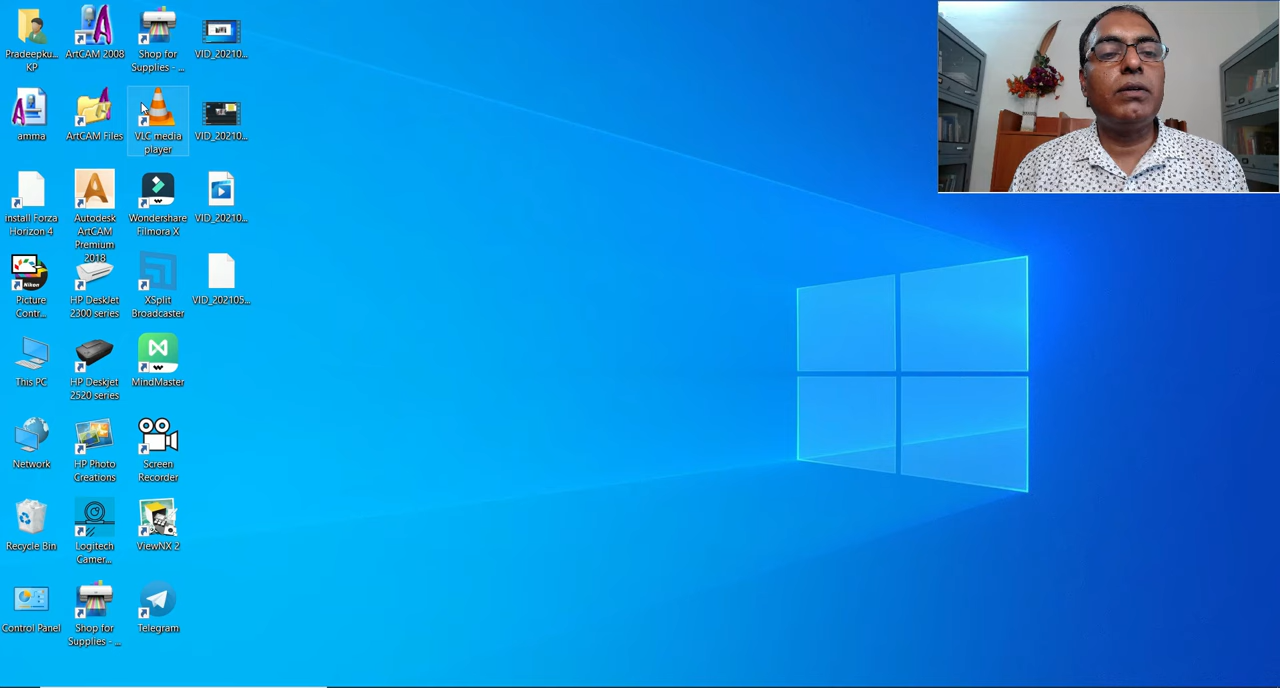 Pradeepku...
KP
ArtCAM 2008
Shop for
Supplies - ...
VID_20210...
amma
ArtCAM Files
VLC media
player
VID_20210...
install Forza
Horizon 4
Autodesk
ArtCAM
Premium
2018
Wondershare
Filmora X
VID_20210...
Picture
Contr...
HP DeskJet
2300 series
XSplit
Broadcaster
VID_202105...
This PC
HP Deskjet
2520 series
MindMaster
Network
HP Photo
Creations
Screen
Recorder
Recycle Bin
Logitech
Camer...
ViewNX 2
Control Panel
Shop for
Supplies - ...
Telegram
Nikon